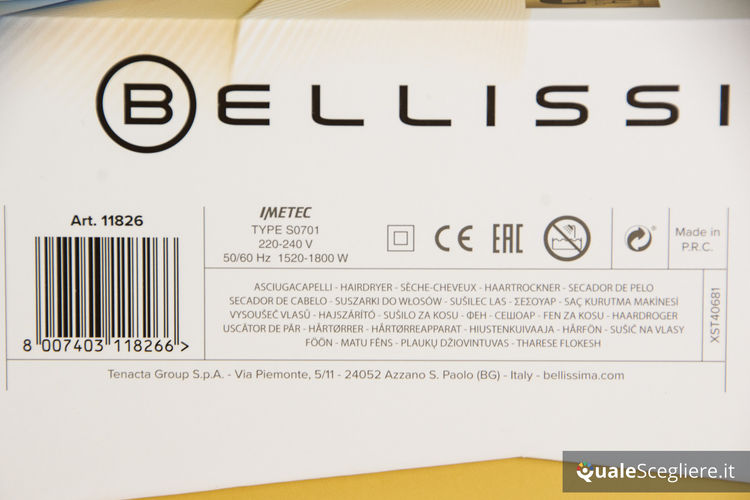 BELLISSI
Art. 11826
8 007403 118266 >
IMETEC
TYPE S0701
220-240 V
50/60 Hz 1520-1800 W
CE EAC
Made in
P.R.C.
ASCIUGACAPELLI - HAIRDRYER - SÈCHE-CHEVEUX - HAARTROCKNER - SECADOR DE PELO
SECADOR DE CABELO - SUSZARKI DO WŁOSÓW - SUŠILEC LAS - ΣΕΣΟΥΑΡ - SAÇ KURUTMA MAKİNESİ
VYSOUŠEČ VLASŮ - HAJSZÁRÍTÓ - SUŠILO ZA KOSU - ФЕН - СЕШОАР - FEN ZA KOSU - HAARDROGER
USCĂTOR DE PĂR - HÅRTØRRER - HÅRTØRREAPPARAT - HIUSTENKUIVAAJA - HÅRFÖN - SUŠIČ NA VLASY
FÖÖN - MATU FĒNS - PLAUKŲ DŽIOVINTUVAS - THARESE FLOKESH
XST40681
Tenacta Group S.p.A. - Via Piemonte, 5/11 - 24052 Azzano S. Paolo (BG) - Italy - bellissima.com
QualeScegliere.it